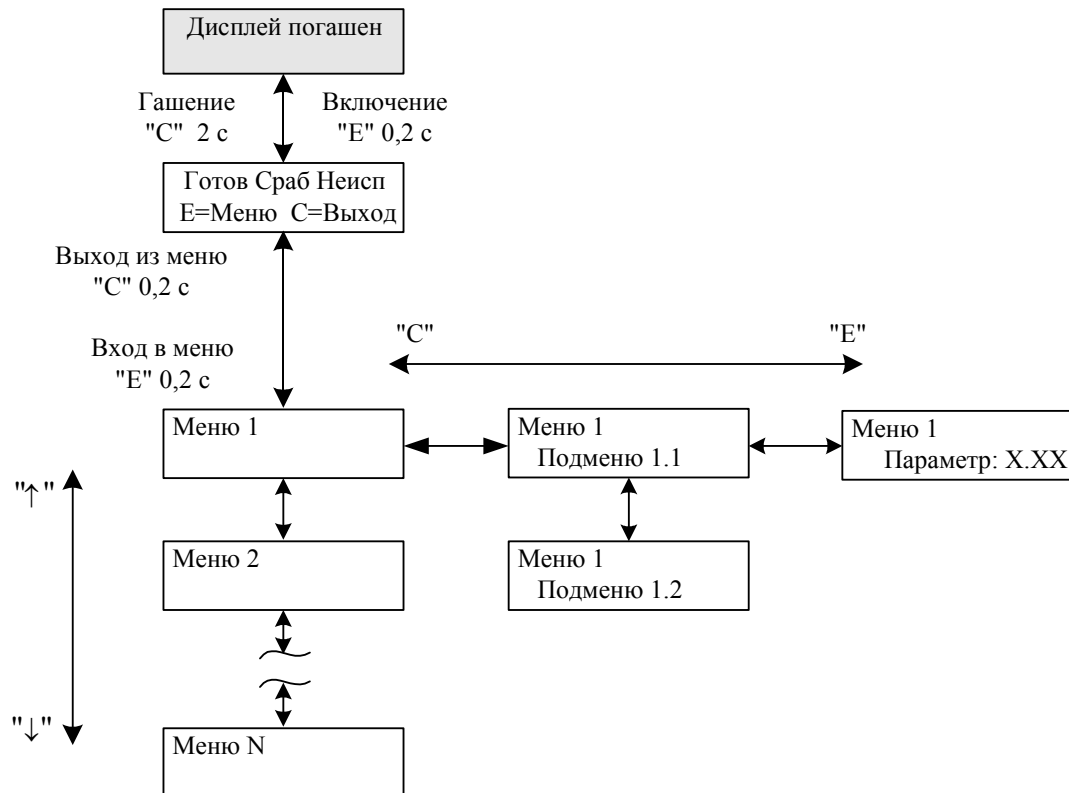 Дисплей погашен
Гашение
"С" 2 с
Включение
"Е" 0,2 с
Готов Сраб Неисп
Е=Меню С=Выход
Выход из меню
"С" 0,2 с
Вход в меню
"Е" 0,2 с
"С"
"Е"
Меню 1
Меню 1
Подменю 1.1
Меню 1
Параметр: Х.ХХ
"↑"
Меню 2
Меню 1
Подменю 1.2
"↓"
Меню N